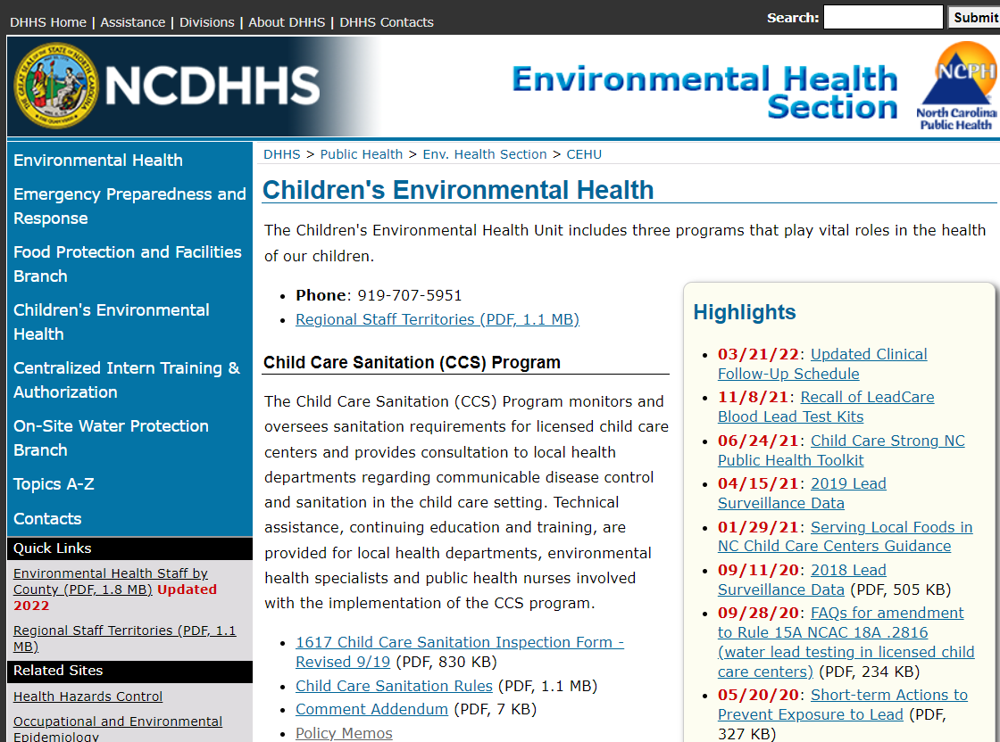 DHHS Home | Assistance | Divisions | About DHHS | DHHS Contacts
Search:
Submit
NCDHHS
Environmental Health
Section
NCPH
North Carolina
Public Health
Environmental Health
Emergency Preparedness and
Response
Food Protection and Facilities
Branch
Children's Environmental
Health
Centralized Intern Training &
Authorization
On-Site Water Protection
Branch
Topics A-Z
Contacts
Quick Links
Environmental Health Staff by
County (PDF, 1.8 MB) Updated
2022
Regional Staff Territories (PDF, 1.1
MB)
Related Sites
Health Hazards Control
Occupational and Environmental
Epidemiology
DHHS > Public Health > Env. Health Section > CEHU
Children's Environmental Health
The Children's Environmental Health Unit includes three programs that play vital roles in the health
of our children.
• Phone: 919-707-5951
• Regional Staff Territories (PDF, 1.1 MB)
Child Care Sanitation (CCS) Program
The Child Care Sanitation (CCS) Program monitors and
oversees sanitation requirements for licensed child care
centers and provides consultation to local health
departments regarding communicable disease control
and sanitation in the child care setting. Technical
assistance, continuing education and training, are
provided for local health departments, environmental
health specialists and public health nurses involved
with the implementation of the CCS program.
• 1617 Child Care Sanitation Inspection Form -
Revised 9/19 (PDF, 830 KB)
• Child Care Sanitation Rules (PDF, 1.1 MB)
• Comment Addendum (PDF, 7 KB)
• Policy Memos
Highlights
• 03/21/22: Updated Clinical
Follow-Up Schedule
• 11/8/21: Recall of LeadCare
Blood Lead Test Kits
• 06/24/21: Child Care Strong NC
Public Health Toolkit
• 04/15/21: 2019 Lead
Surveillance Data
• 01/29/21: Serving Local Foods in
NC Child Care Centers Guidance
• 09/11/20: 2018 Lead
Surveillance Data (PDF, 505 KB)
• 09/28/20: FAQs for amendment
to Rule 15A NCAC 18A .2816
(water lead testing in licensed child
care centers) (PDF, 234 KB)
• 05/20/20: Short-term Actions to
Prevent Exposure to Lead (PDF,
327 KB)